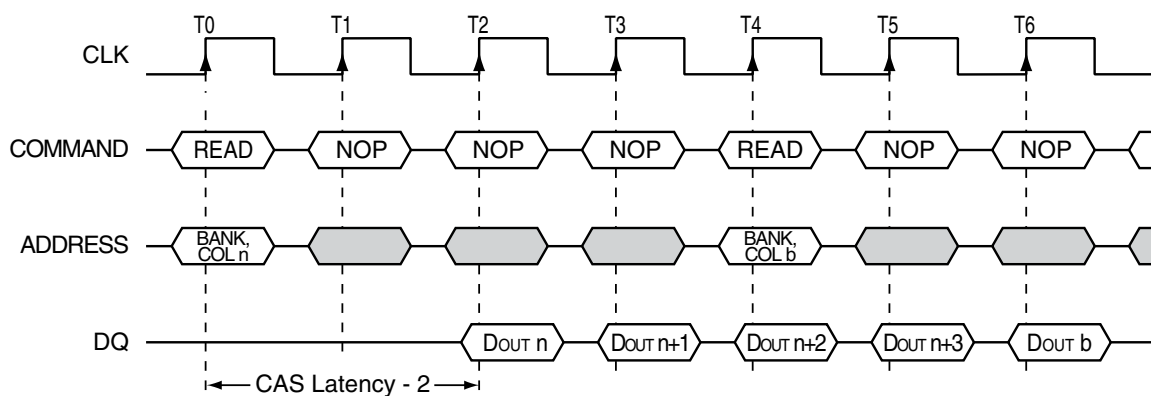 T0 T1 T2 T3 T4 T5 T6
CLK
COMMAND READ NOP NOP NOP READ NOP NOP
ADDRESS BANK, COL n BANK, COL b
DQ DOUT n DOUT n+1 DOUT n+2 DOUT n+3 DOUT b
CAS Latency - 2